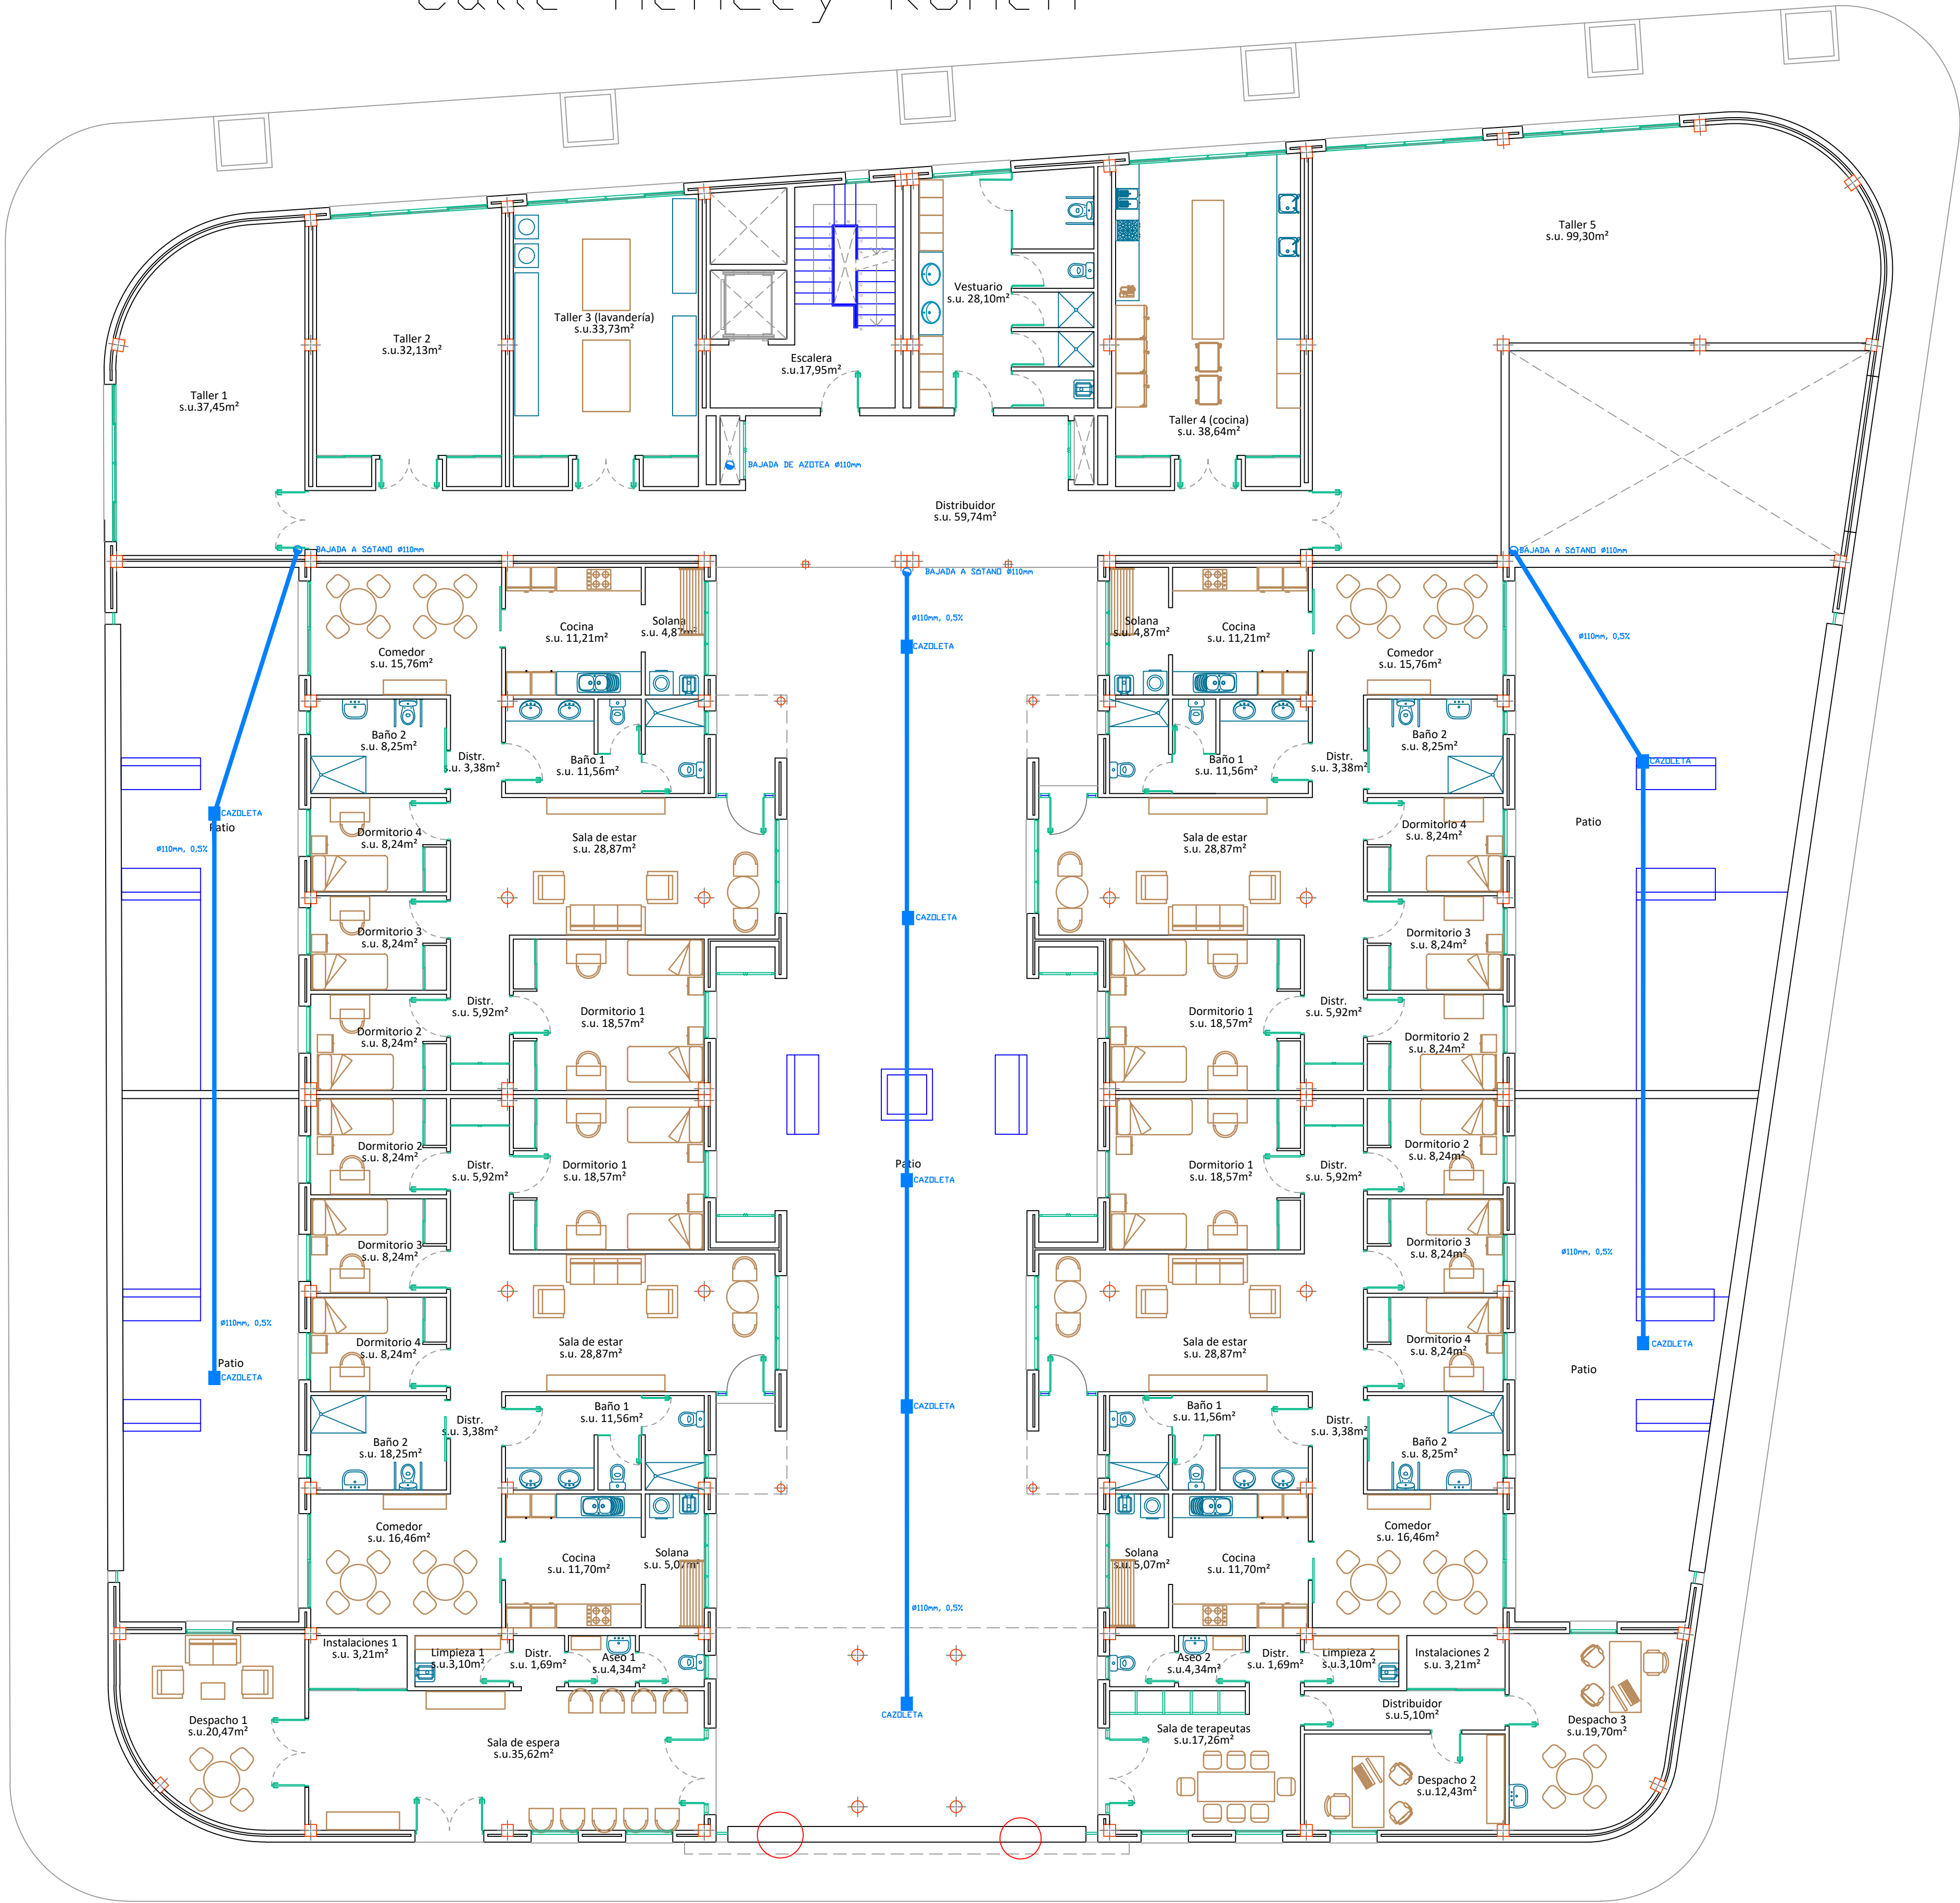 Taller 5
s.u. 99,30m²
Vestuario
s.u. 28,10m²
Taller 3 (lavandería)
s.u.33,73m²
Taller 2
s.u.32,13m²
Escalera
s.u.17,95m²
Taller 1
s.u.37,45m²
Taller 4 (cocina)
s.u. 38,64m²
BAJADA DE AZOTEA ø110mm
Distribuidor
s.u. 59,74m²
BAJADA A SÓTANO ø110mm
BAJADA A SÓTANO ø110mm
BAJADA A SÓTANO ø110mm
Cocina
s.u. 11,21m²
Solana
s.u. 4,87m²
ø110mm, 0,5%
Solana
s.u. 4,87m²
Cocina
s.u. 11,21m²
ø110mm, 0,5%
Comedor
s.u. 15,76m²
CAZOLETA
Comedor
s.u. 15,76m²
Baño 2
s.u. 8,25m²
Distr.
s.u. 3,38m²
Baño 1
s.u. 11,56m²
Baño 1
s.u. 11,56m²
Distr.
s.u. 3,38m²
Baño 2
s.u. 8,25m²
CAZOLETA
CAZOLETA
Patio
ø110mm, 0,5%
Dormitorio 4
s.u. 8,24m²
Sala de estar
s.u. 28,87m²
Sala de estar
s.u. 28,87m²
Dormitorio 4
s.u. 8,24m²
Patio
CAZOLETA
Dormitorio 3
s.u. 8,24m²
Dormitorio 3
s.u. 8,24m²
Distr.
s.u. 5,92m²
Dormitorio 1
s.u. 18,57m²
Dormitorio 1
s.u. 18,57m²
Distr.
s.u. 5,92m²
Dormitorio 2
s.u. 8,24m²
Dormitorio 2
s.u. 8,24m²
Dormitorio 2
s.u. 8,24m²
Distr.
s.u. 5,92m²
Dormitorio 1
s.u. 18,57m²
Patio
CAZOLETA
Dormitorio 1
s.u. 18,57m²
Distr.
s.u. 5,92m²
Dormitorio 2
s.u. 8,24m²
Dormitorio 3
s.u. 8,24m²
Dormitorio 3
s.u. 8,24m²
ø110mm, 0,5%
ø110mm, 0,5%
Dormitorio 4
s.u. 8,24m²
Sala de estar
s.u. 28,87m²
Sala de estar
s.u. 28,87m²
Dormitorio 4
s.u. 8,24m²
CAZOLETA
Patio
CAZOLETA
Patio
Baño 1
s.u. 11,56m²
CAZOLETA
Baño 1
s.u. 11,56m²
Distr.
s.u. 3,38m²
Distr.
s.u. 3,38m²
Baño 2
s.u. 18,25m²
Baño 2
s.u. 8,25m²
Comedor
s.u. 16,46m²
Comedor
s.u. 16,46m²
Cocina
s.u. 11,70m²
Solana
s.u. 5,07m²
Solana
s.u. 5,07m²
Cocina
s.u. 11,70m²
ø110mm, 0,5%
Instalaciones 1
s.u. 3,21m²
Limpieza 1
s.u.3,10m²
Distr.
s.u. 1,69m²
Aseo 1
s.u.4,34m²
Aseo 2
s.u.4,34m²
Distr.
s.u. 1,69m²
Limpieza 2
s.u.3,10m²
Instalaciones 2
s.u. 3,21m²
CAZOLETA
Distribuidor
s.u.5,10m²
Despacho 1
s.u.20,47m²
Sala de espera
s.u.35,62m²
Sala de terapeutas
s.u.17,26m²
Despacho 3
s.u.19,70m²
Despacho 2
s.u.12,43m²